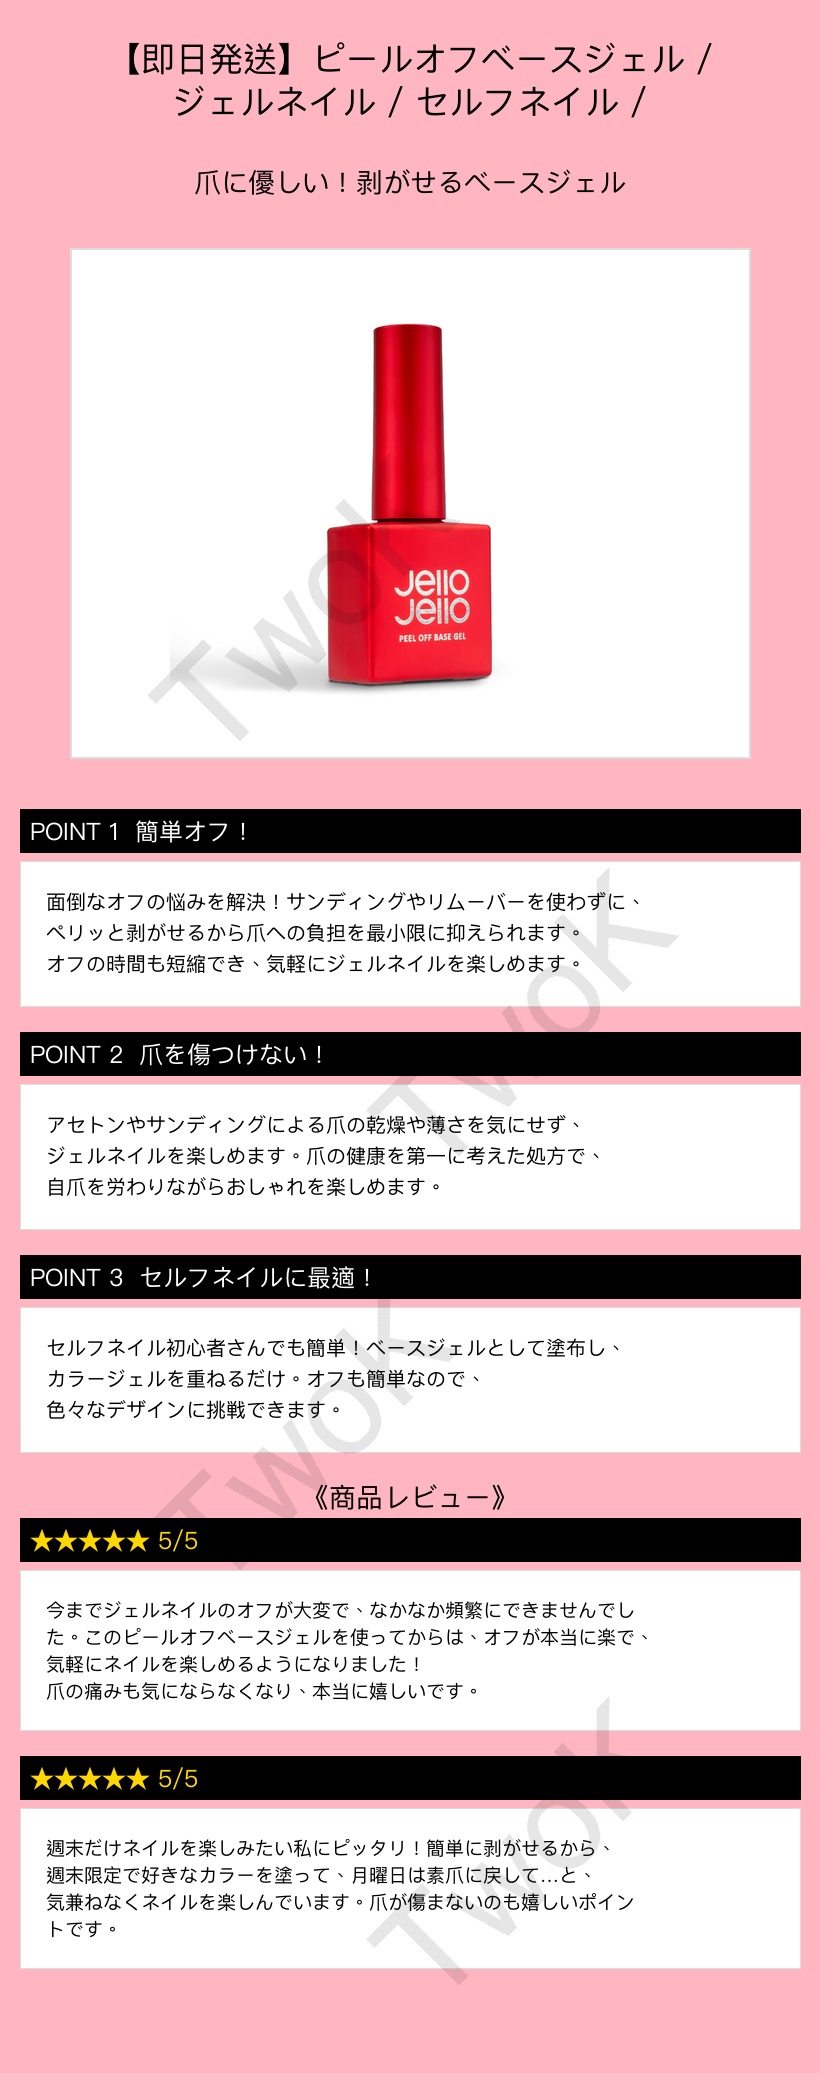 【即日発送】ピールオフベースジェル /
ジェルネイル / セルフネイル /
爪に優しい！剥がせるベースジェル
Jello
Jello
PEEL OFF BASE GEL
TwoK
POINT 1 簡単オフ！
面倒なオフの悩みを解決！サンディングやリムーバーを使わずに、
ペリッと剥がせるから爪への負担を最小限に抑えられます。
オフの時間も短縮でき、気軽にジェルネイルを楽しめます。
TwoK
POINT 2 爪を傷つけない！
アセトンやサンディングによる爪の乾燥や薄さを気にせず、
ジェルネイルを楽しめます。爪の健康を第一に考えた処方で、
自爪を労わりながらおしゃれを楽しめます。
POINT 3 セルフネイルに最適！
セルフネイル初心者さんでも簡単！ベースジェルとして塗布し、
カラージェルを重ねるだけ。オフも簡単なので、
色々なデザインに挑戦できます。
TwoK
《商品レビュー》
★★★★★ 5/5
今までジェルネイルのオフが大変で、なかなか頻繁にできませんでし
た。このピールオフベースジェルを使ってからは、オフが本当に楽で、
気軽にネイルを楽しめるようになりました！
爪の痛みも気にならなくなり、本当に嬉しいです。
★★★★★ 5/5
週末だけネイルを楽しみたい私にピッタリ！簡単に剥がせるから、
週末限定で好きなカラーを塗って、月曜日は素爪に戻して...と、
気兼ねなくネイルを楽しんでいます。爪が傷まないのも嬉しいポイン
トです。
TwoK